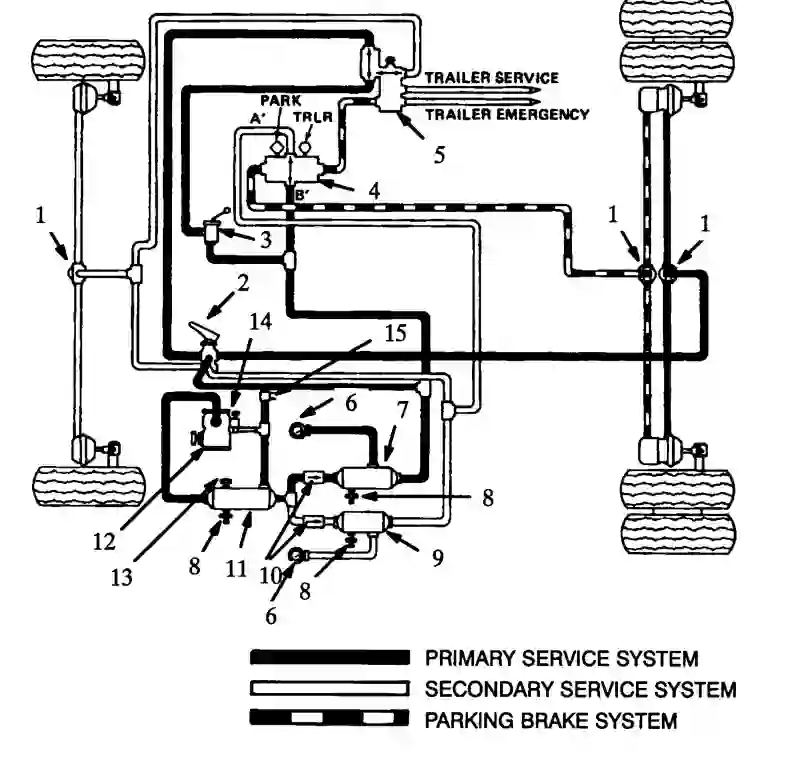 TRAILER SERVICE
PARK
A'
TRLR
TRAILER EMERGENCY
5
B'
4
1
3
1
1
2
14
15
6
7
8
12
13
8
11
10
6
8
9
PRIMARY SERVICE SYSTEM
SECONDARY SERVICE SYSTEM
PARKING BRAKE SYSTEM